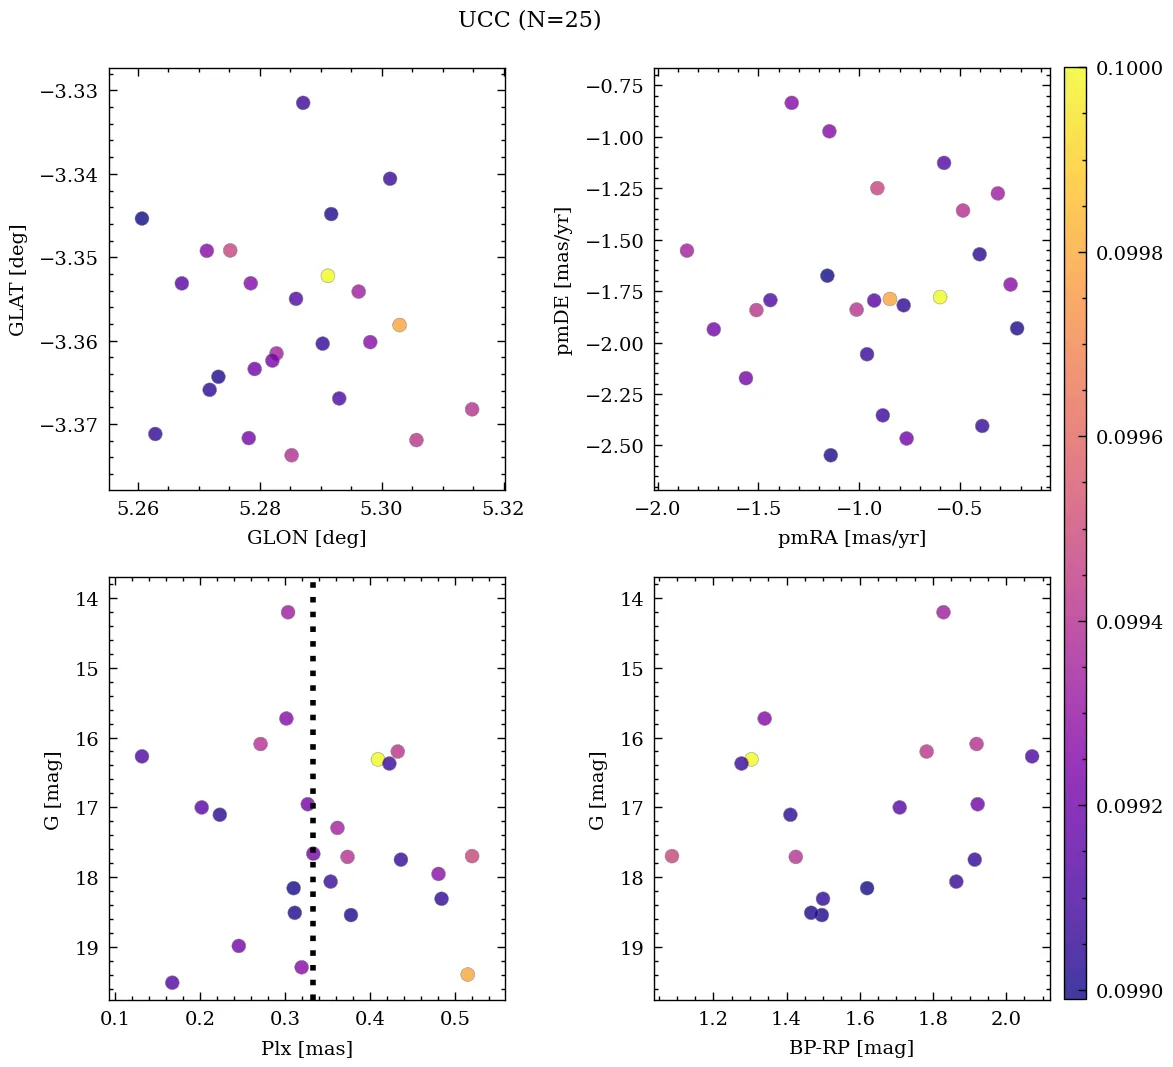 UCC (N=25)
−3.33
−3.34
−3.35
−3.36
−3.37
GLAT [deg]
5.26 5.28 5.30 5.32
GLON [deg]
−0.75
−1.00
−1.25
−1.50
−1.75
−2.00
−2.25
−2.50
pmDE [mas/yr]
−2.0 −1.5 −1.0 −0.5
pmRA [mas/yr]
14
15
16
17
18
19
G [mag]
0.1 0.2 0.3 0.4 0.5
Plx [mas]
14
15
16
17
18
19
G [mag]
1.2 1.4 1.6 1.8 2.0
BP-RP [mag]
0.1000
0.0998
0.0996
0.0994
0.0992
0.0990